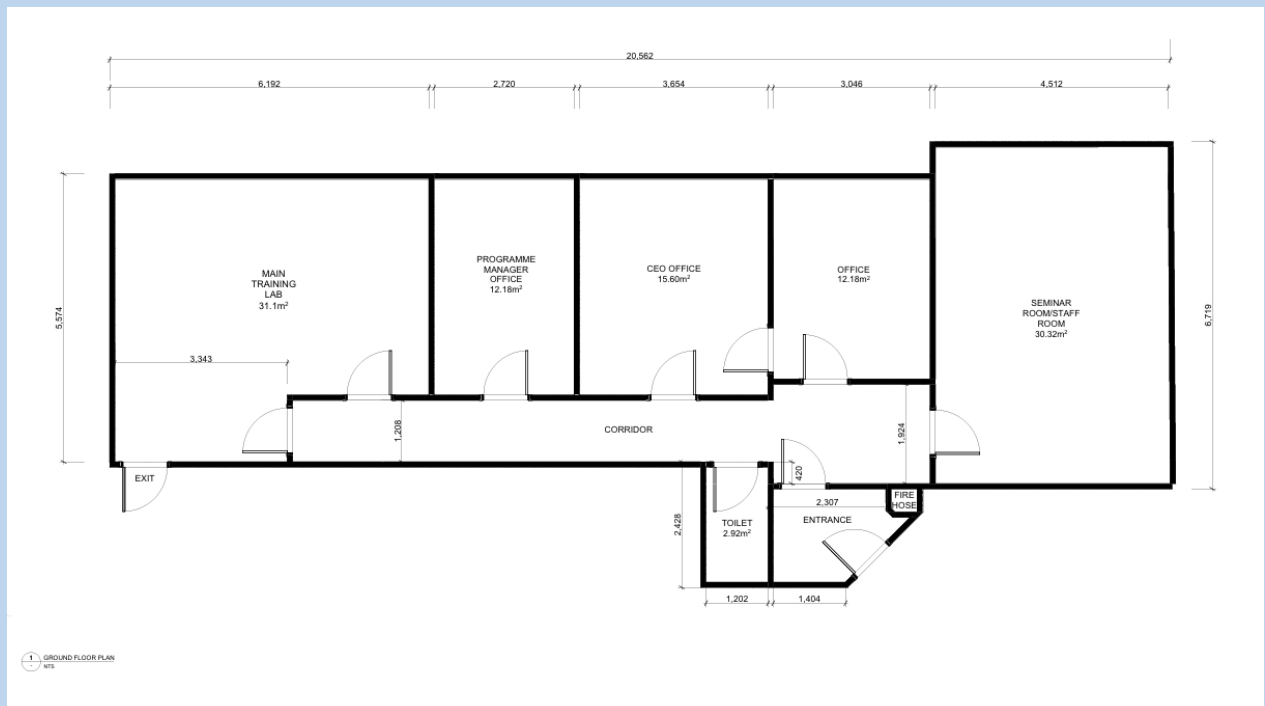 20,562
6,192
2,720
3,654
3,046
4,512
5,574
6,719
MAIN
TRAINING
LAB
31.1m²
PROGRAMME
MANAGER
OFFICE
12.18m²
CEO OFFICE
15.60m²
OFFICE
12.18m²
SEMINAR
ROOM/STAFF
ROOM
30.32m²
3,343
1,208
CORRIDOR
1,924
EXIT
420
2,428
TOILET
2.92m²
2,307
ENTRANCE
FIRE
HOSE
1,202
1,404
1
-
GROUND FLOOR PLAN
NTS